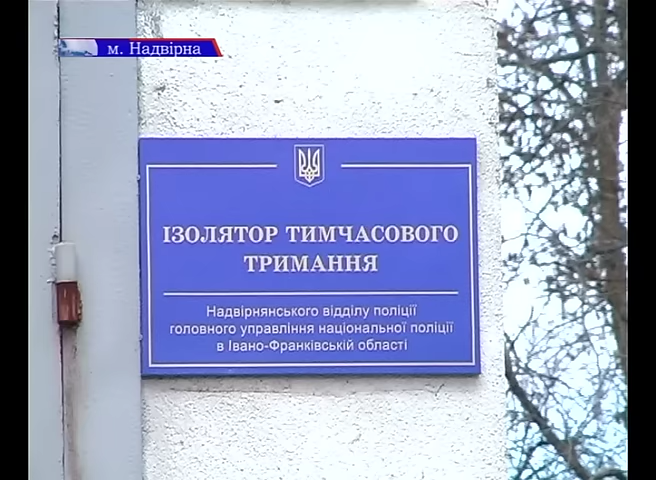 м. Надвірна
ІЗОЛЯТОР ТИМЧАСОВОГО
ТРИМАННЯ
Надвірнянського відділу поліції
головного управління національної поліції
в Івано-Франківській області